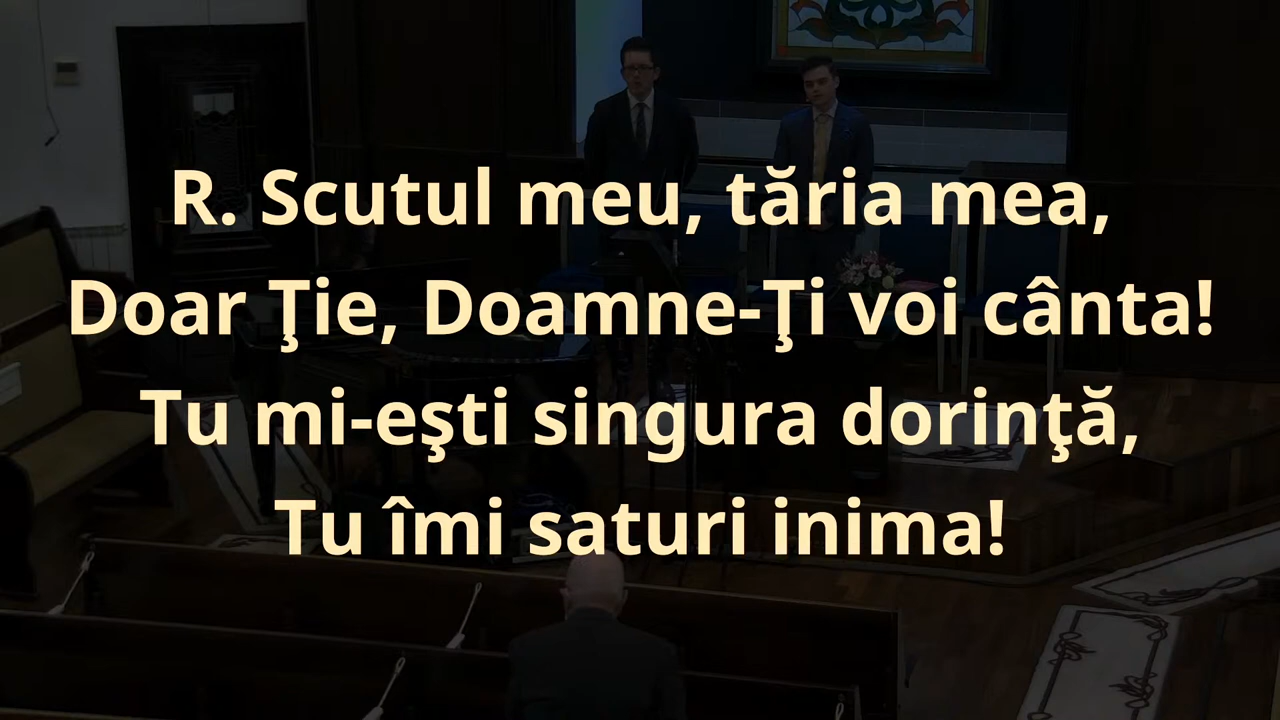 R. Scutul meu, tăria mea,
Doar Ţie, Doamne-Ţi voi cânta!
Tu mi-eşti singura dorinţă,
Tu îmi saturi inima!